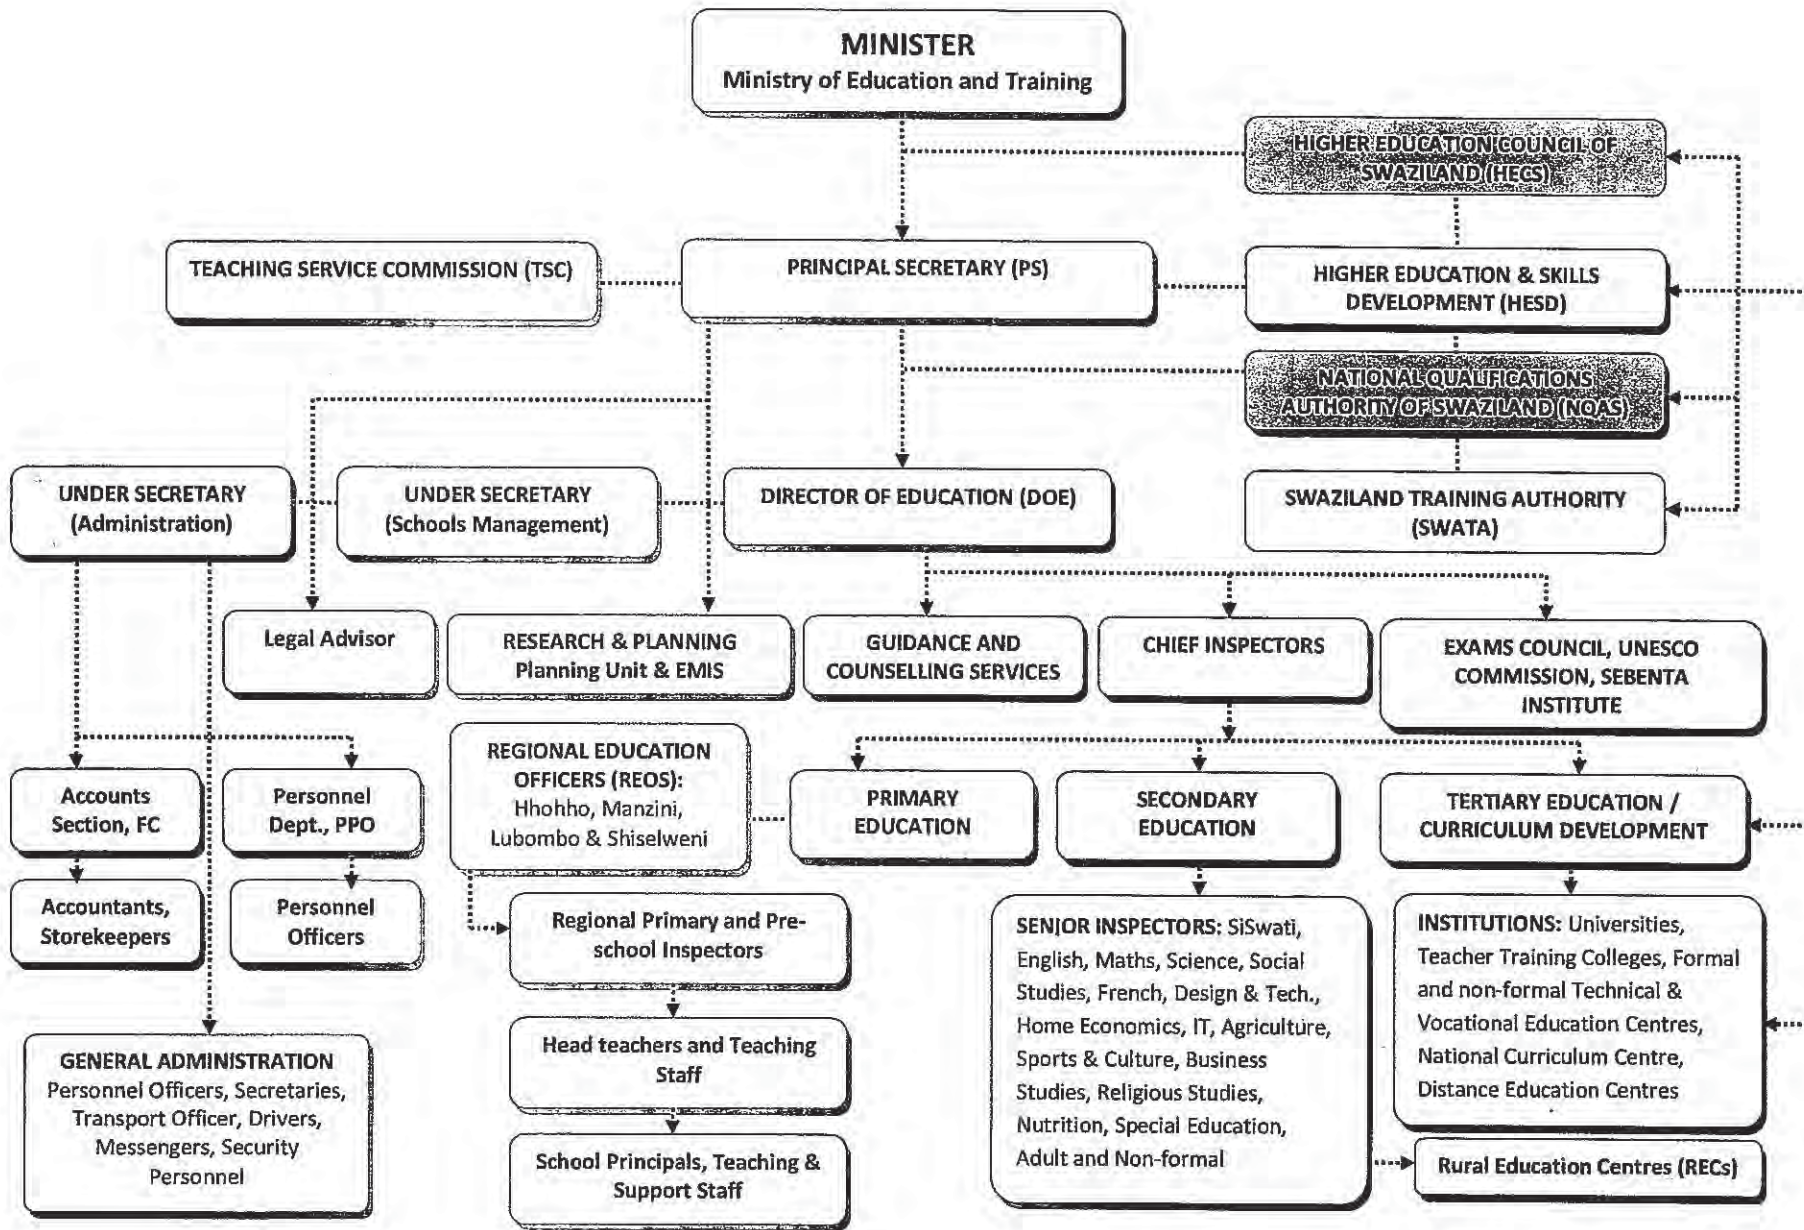 MINISTER
Ministry of Education and Training
HIGHER EDUCATION COUNCIL OF
SWAZILAND (HECS)
TEACHING SERVICE COMMISSION (TSC)
PRINCIPAL SECRETARY (PS)
HIGHER EDUCATION & SKILLS
DEVELOPMENT (HESD)
NATIONAL QUALIFICATIONS
AUTHORITY OF SWAZILAND (NQAS)
UNDER SECRETARY
(Administration)
UNDER SECRETARY
(Schools Management)
DIRECTOR OF EDUCATION (DOE)
SWAZILAND TRAINING AUTHORITY
(SWATA)
Legal Advisor
RESEARCH & PLANNING
Planning Unit & EMIS
GUIDANCE AND
COUNSELLING SERVICES
CHIEF INSPECTORS
EXAMS COUNCIL, UNESCO
COMMISSION, SEBENTA
INSTITUTE
Accounts
Section, FC
Personnel
Dept., PPO
REGIONAL EDUCATION
OFFICERS (REOS):
Hhohho, Manzini,
Lubombo & Shiselweni
PRIMARY
EDUCATION
SECONDARY
EDUCATION
TERTIARY EDUCATION /
CURRICULUM DEVELOPMENT
Accountants,
Storekeepers
Personnel
Officers
Regional Primary and Pre-
school Inspectors
SENIOR INSPECTORS: SiSwati,
English, Maths, Science, Social
Studies, French, Design & Tech.,
Home Economics, IT, Agriculture,
Sports & Culture, Business
Studies, Religious Studies,
Nutrition, Special Education,
Adult and Non-formal
INSTITUTIONS: Universities,
Teacher Training Colleges, Formal
and non-formal Technical &
Vocational Education Centres,
National Curriculum Centre,
Distance Education Centres
GENERAL ADMINISTRATION
Personnel Officers, Secretaries,
Transport Officer, Drivers,
Messengers, Security
Personnel
Head teachers and Teaching
Staff
School Principals, Teaching &
Support Staff
Rural Education Centres (RECs)